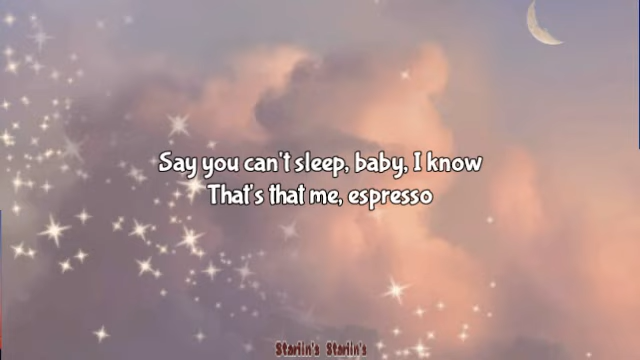 Say you can't sleep, baby, I know
That's that me, espresso
Starlin's Starlin's